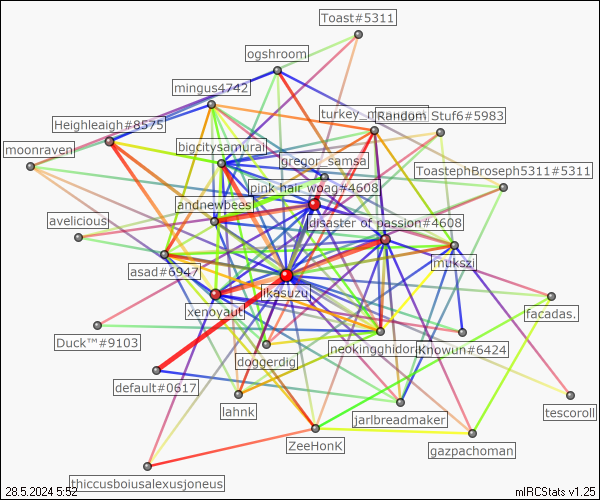 Toast#5311
ogshroom
mingus4742
turkey_m
Random Stuf6#5983
Heighleaigh#8575
bigcitysamurai
moonraven
gregor_samsa
ToastephBroseph5311#5311
pink hair woag#4608
andnewbees
avelicious
disaster of passion#4608
mukszi
asad#6947
ikasuzu
xenoyaut
facadas.
Duck™#9103
neokingghidora
Knowun#6424
doggerdig
default#0617
lahnk
jarlbreadmaker
tescoroll
ZeeHonK
gazpachoman
thiccusboiusalexusjoneus
28.5.2024 5:52
mIRCStats v1.25